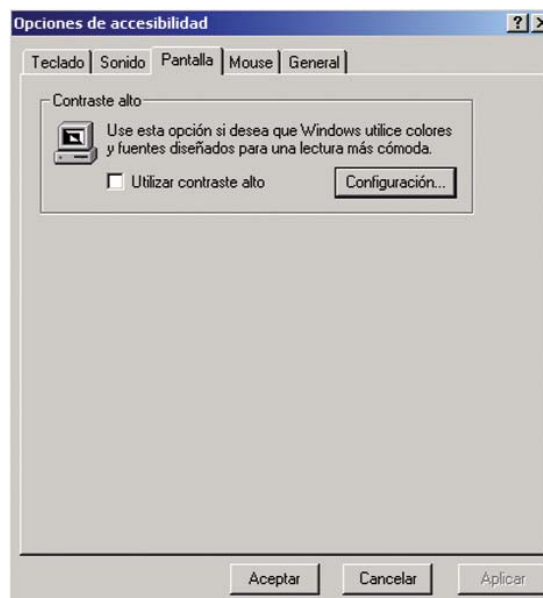 Opciones de accesibilidad
Teclado Sonido Pantalla Mouse General
Contraste alto
Use esta opción si desea que Windows utilice colores
y fuentes diseñados para una lectura más cómoda.
Utilizar contraste alto Configuración...
Aceptar Cancelar Aplicar